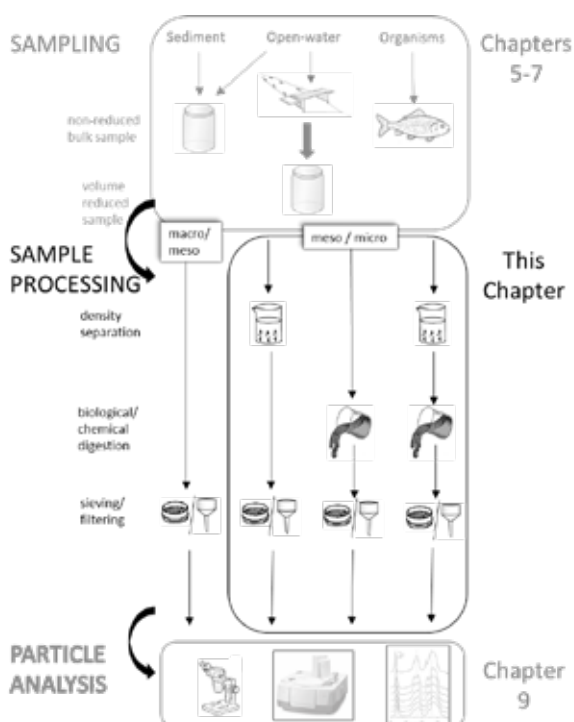 SAMPLING
Sediment
Open-water
Organisms
Chapters
5-7
non-reduced
bulk sample
volume
reduced
sample
macro/
meso
meso / micro
SAMPLE
PROCESSING
This
Chapter
density
separation
biological/
chemical
digestion
sieving/
filtering
PARTICLE
ANALYSIS
Chapter
9